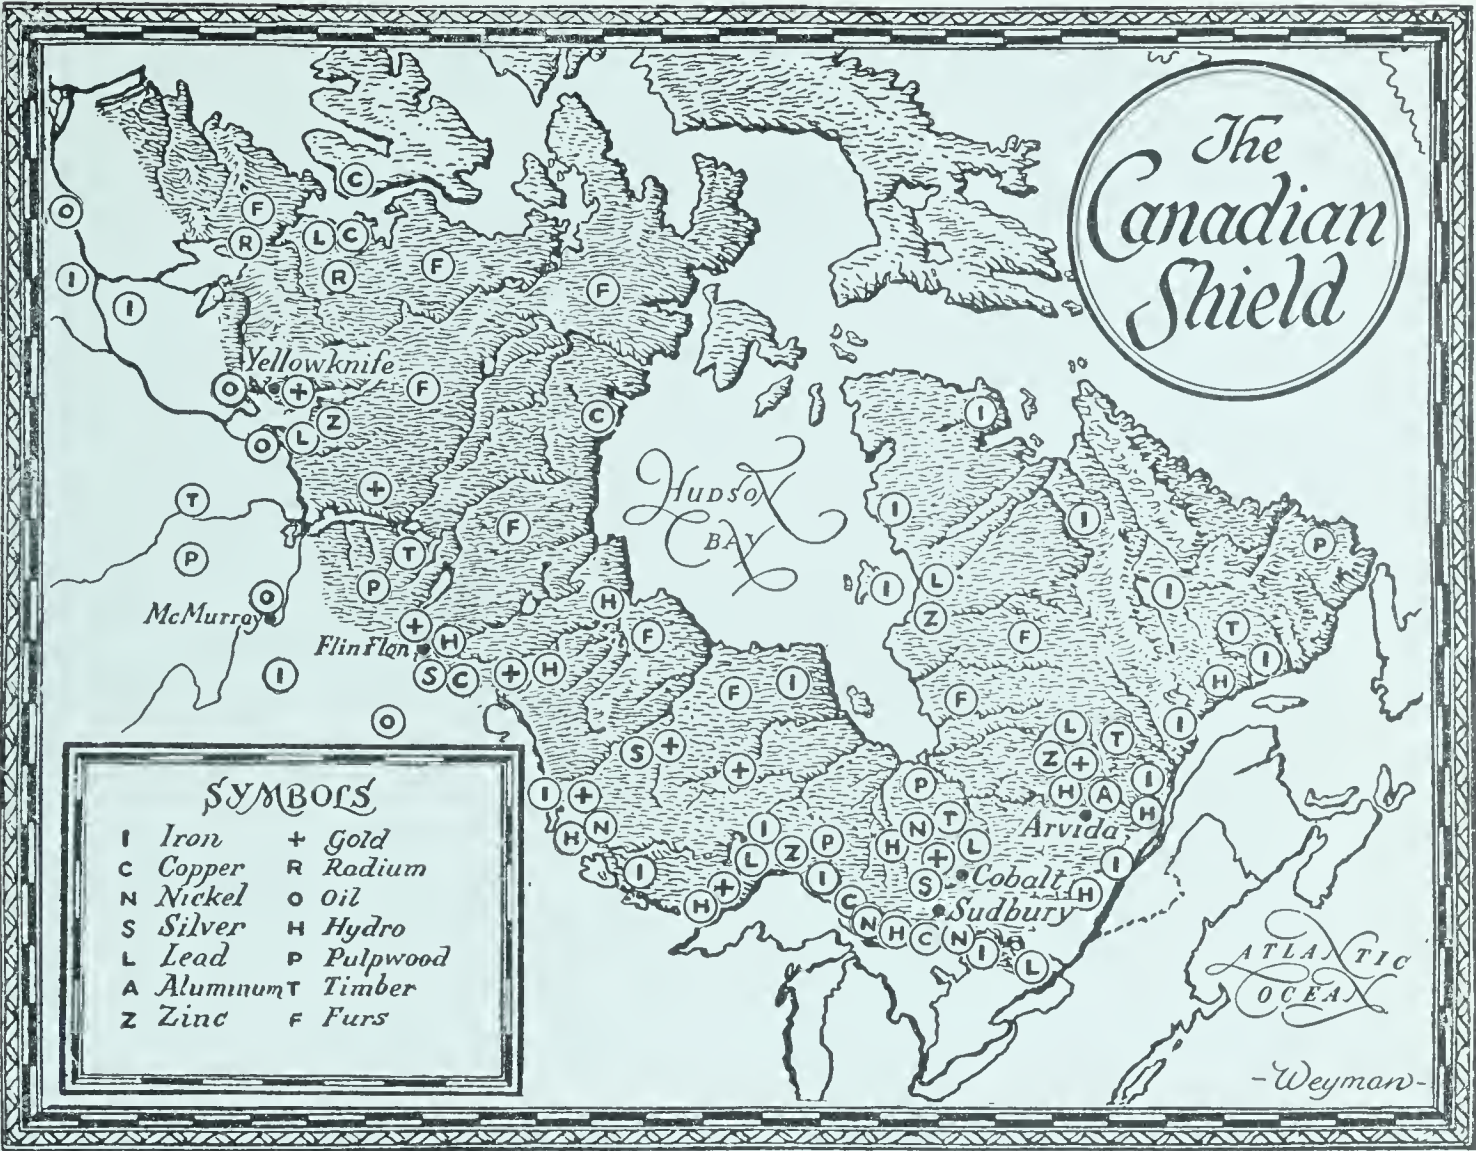 The
Canadian
Shield
C
O
F
R
L C
R
F
I
I
F
Yellowknife
O
+
F
C
I
Z
L
O
HUDSON
BAY
+
T
I
I
F
T
P
P
P
L
I
I
O
H
McMurray
+
Z
T
H
F
F
Flin Flon
I
S
C
+
H
H
I
F
I
F
O
L
T
I
S
+
Z
+
+
P
H
A
I
I
+
H
Arvida
H
N
I
N
T
L
Z
P
H
+
L
I
I
+
I
S
Cobalt
H
H
C
Sudbury
N
H
C
N
I
L
ATLANTIC
OCEAN
SYMBOLS
I Iron + Gold
C Copper R Radium
N Nickel O Oil
S Silver H Hydro
L Lead P Pulpwood
A Aluminum T Timber
Z Zinc F Furs
-Weyman-